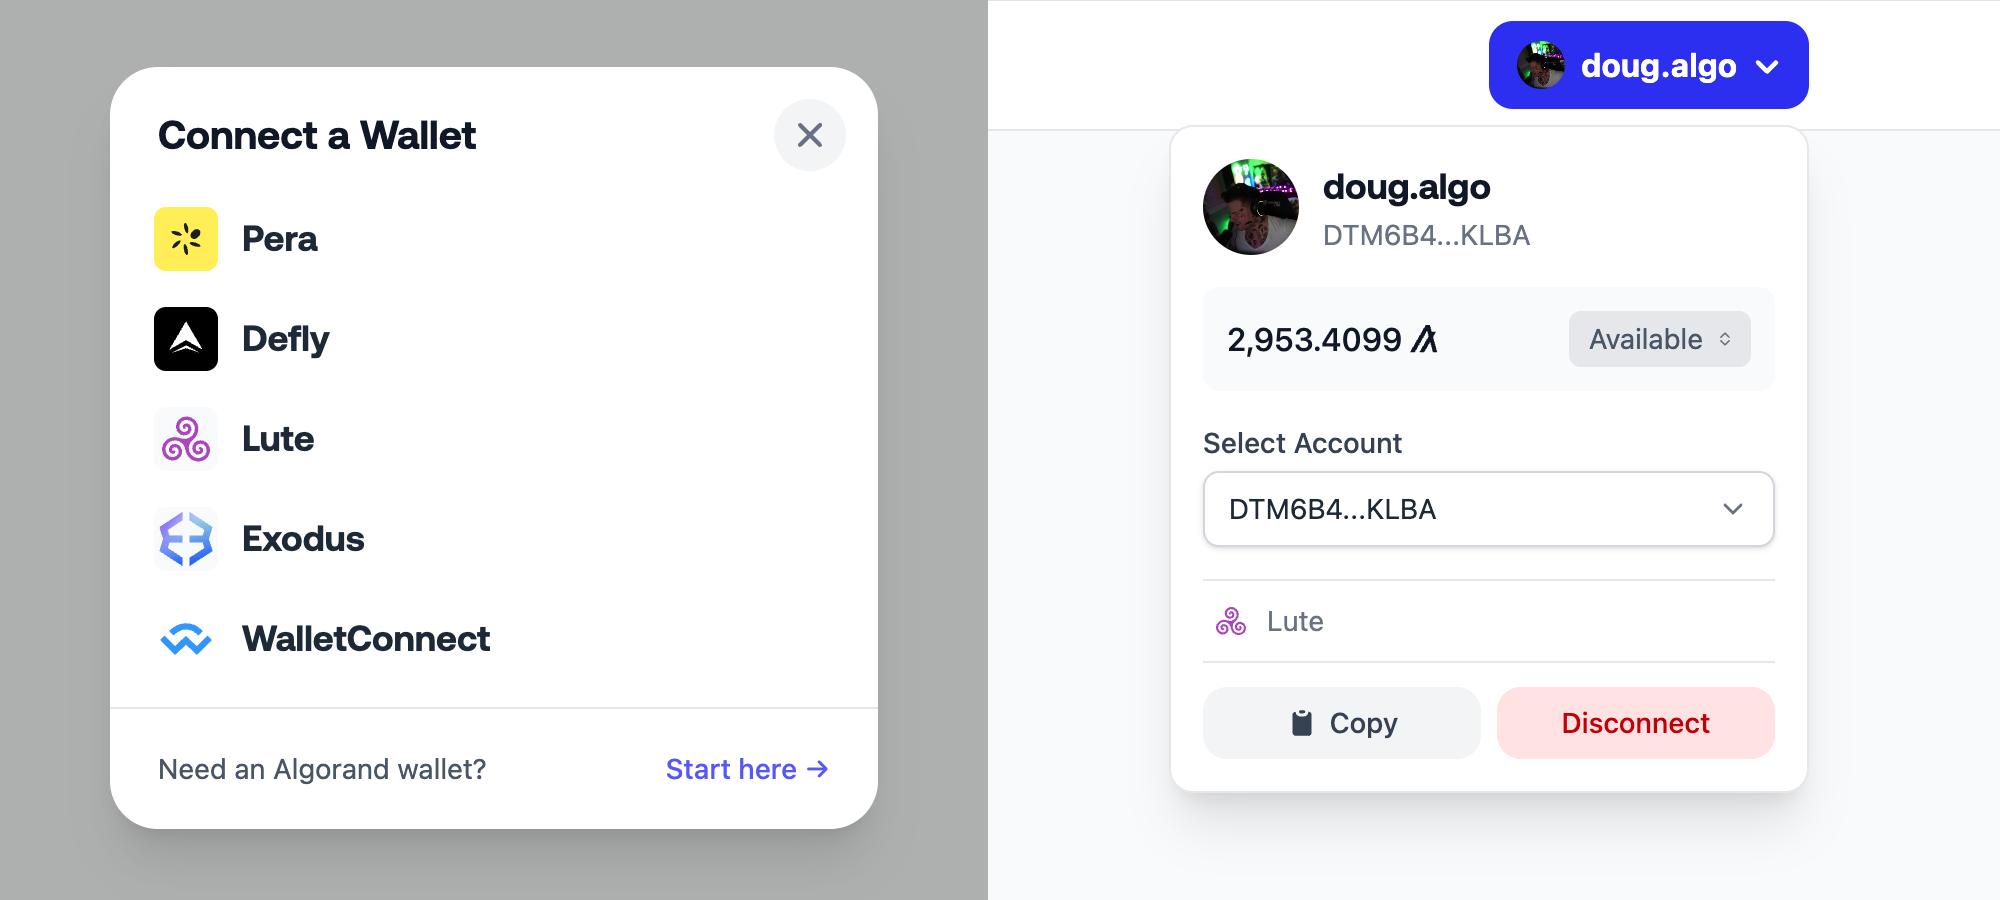 Connect a Wallet
Pera
Defly
Lute
Exodus
WalletConnect
Need an Algorand wallet?
Start here →
doug.algo
doug.algo
DTM6B4...KLBA
2,953.4099
Available
Select Account
DTM6B4...KLBA
Lute
Copy
Disconnect